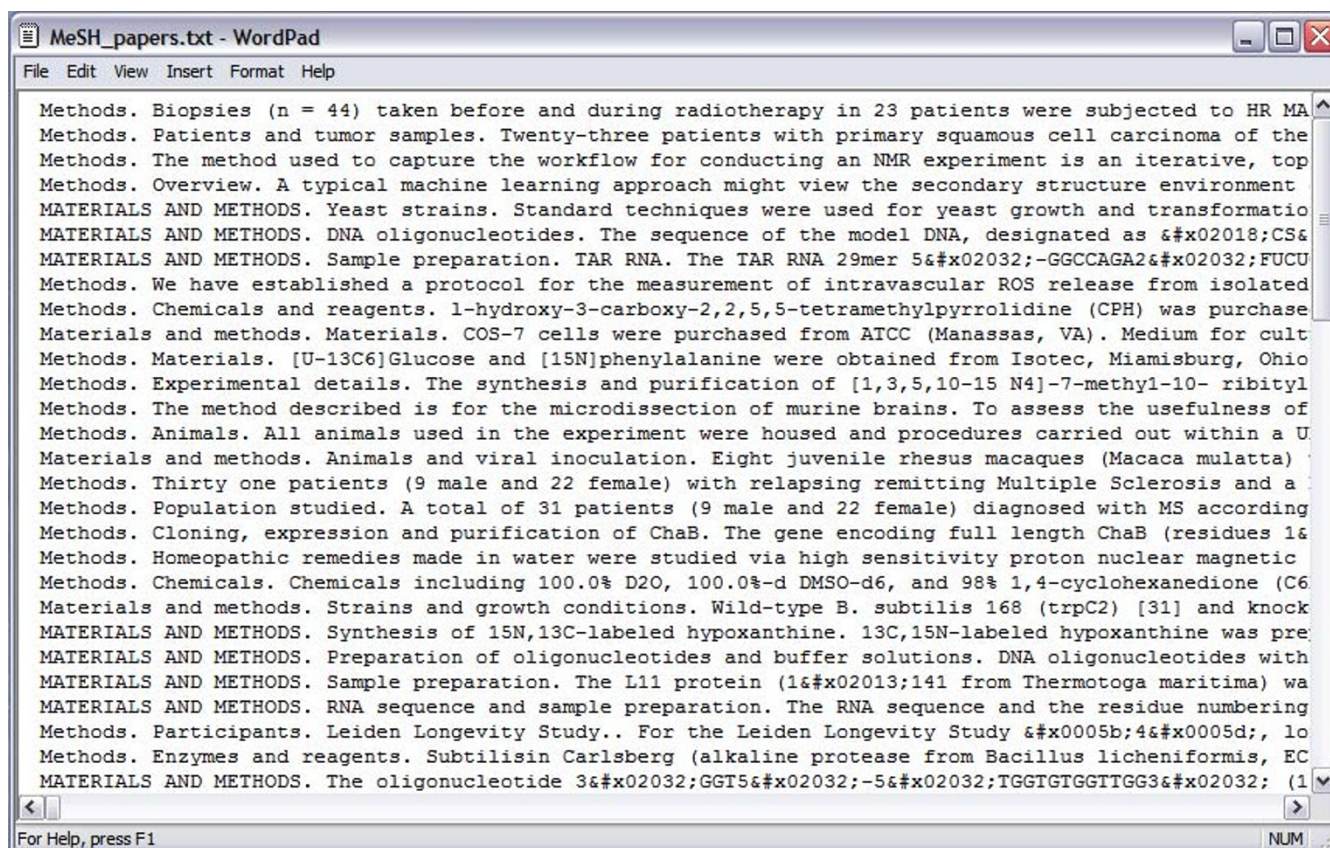 MeSH_papers.txt - WordPad
File Edit View Insert Format Help
Methods. Biopsies (n = 44) taken before and during radiotherapy in 23 patients were subjected to HR MA
Methods. Patients and tumor samples. Twenty-three patients with primary squamous cell carcinoma of the
Methods. The method used to capture the workflow for conducting an NMR experiment is an iterative, top
Methods. Overview. A typical machine learning approach might view the secondary structure environment
MATERIALS AND METHODS. Yeast strains. Standard techniques were used for yeast growth and transformatio
MATERIALS AND METHODS. DNA oligonucleotides. The sequence of the model DNA, designated as &#x02018;CS&
MATERIALS AND METHODS. Sample preparation. TAR RNA. The TAR RNA 29mer 5&#x02032;-GGCCAGA2&#x02032;FUCU
Methods. We have established a protocol for the measurement of intravascular ROS release from isolated
Methods. Chemicals and reagents. 1-hydroxy-3-carboxy-2,2,5,5-tetramethylpyrrolidine (CPH) was purchase
Materials and methods. Materials. COS-7 cells were purchased from ATCC (Manassas, VA). Medium for cult
Methods. Materials. [U-13C6]Glucose and [15N]phenylalanine were obtained from Isotec, Miamisburg, Ohio
Methods. Experimental details. The synthesis and purification of [1,3,5,10-15 N4]-7-methy1-10- ribityl
Methods. The method described is for the microdissection of murine brains. To assess the usefulness of
Methods. Animals. All animals used in the experiment were housed and procedures carried out within a U
Materials and methods. Animals and viral inoculation. Eight juvenile rhesus macaques (Macaca mulatta)
Methods. Thirty one patients (9 male and 22 female) with relapsing remitting Multiple Sclerosis and a
Methods. Population studied. A total of 31 patients (9 male and 22 female) diagnosed with MS according
Methods. Cloning, expression and purification of ChaB. The gene encoding full length ChaB (residues 1&
Methods. Homeopathic remedies made in water were studied via high sensitivity proton nuclear magnetic
Methods. Chemicals. Chemicals including 100.0% D2O, 100.0%-d DMSO-d6, and 98% 1,4-cyclohexanedione (C6
Materials and methods. Strains and growth conditions. Wild-type B. subtilis 168 (trpC2) [31] and knock
MATERIALS AND METHODS. Synthesis of 15N,13C-labeled hypoxanthine. 13C,15N-labeled hypoxanthine was pre
MATERIALS AND METHODS. Preparation of oligonucleotides and buffer solutions. DNA oligonucleotides with
MATERIALS AND METHODS. Sample preparation. The L11 protein (1&#x02013;141 from Thermotoga maritima) wa
MATERIALS AND METHODS. RNA sequence and sample preparation. The RNA sequence and the residue numbering
Methods. Participants. Leiden Longevity Study.. For the Leiden Longevity Study &#x0005b;4&#x0005d;, lo
Methods. Enzymes and reagents. Subtilisin Carlsberg (alkaline protease from Bacillus licheniformis, EC
MATERIALS AND METHODS. The oligonucleotide 3&#x02032;GGT5&#x02032;-5&#x02032;TGGTGTGGTTGG3&#x02032; (1
For Help, press F1
NUM